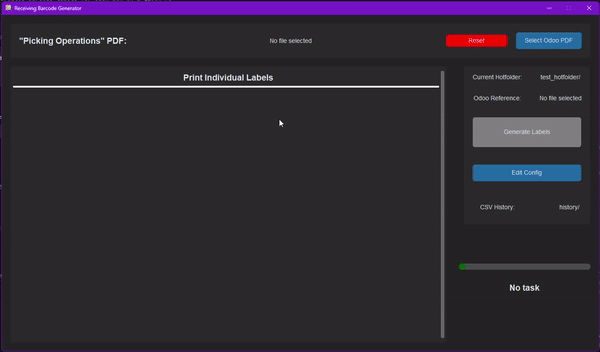 Receiving Barcode Generator
"Picking Operations" PDF:
No file selected
Reset
Select Odoo PDF
Print Individual Labels
Current Hotfolder:
test_hotfolder/
Odoo Reference:
No file selected
Generate Labels
Edit Config
CSV History:
history/
No task